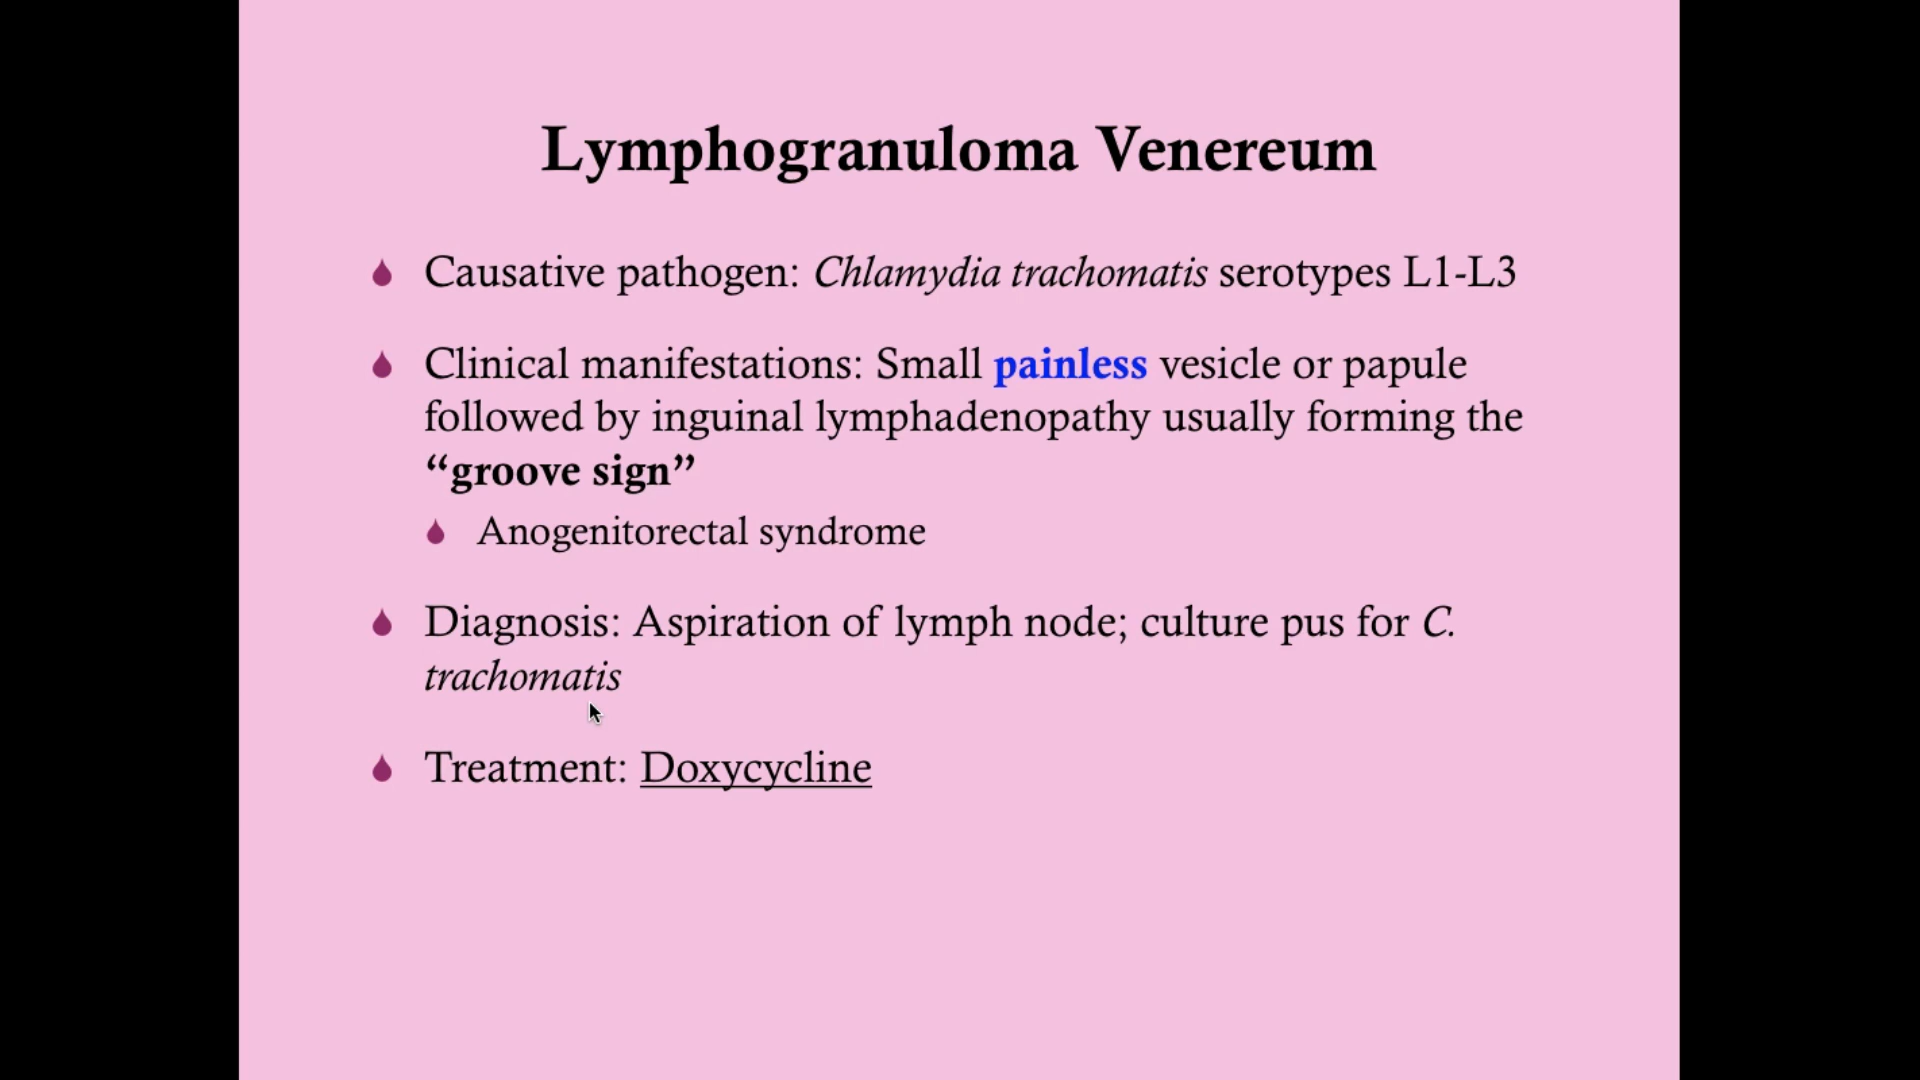 Lymphogranuloma Venereum
Causative pathogen: Chlamydia trachomatis serotypes L1-L3
Clinical manifestations: Small painless vesicle or papule
followed by inguinal lymphadenopathy usually forming the
“groove sign”
Anogenitorectal syndrome
Diagnosis: Aspiration of lymph node; culture pus for C.
trachomatis
Treatment: Doxycycline